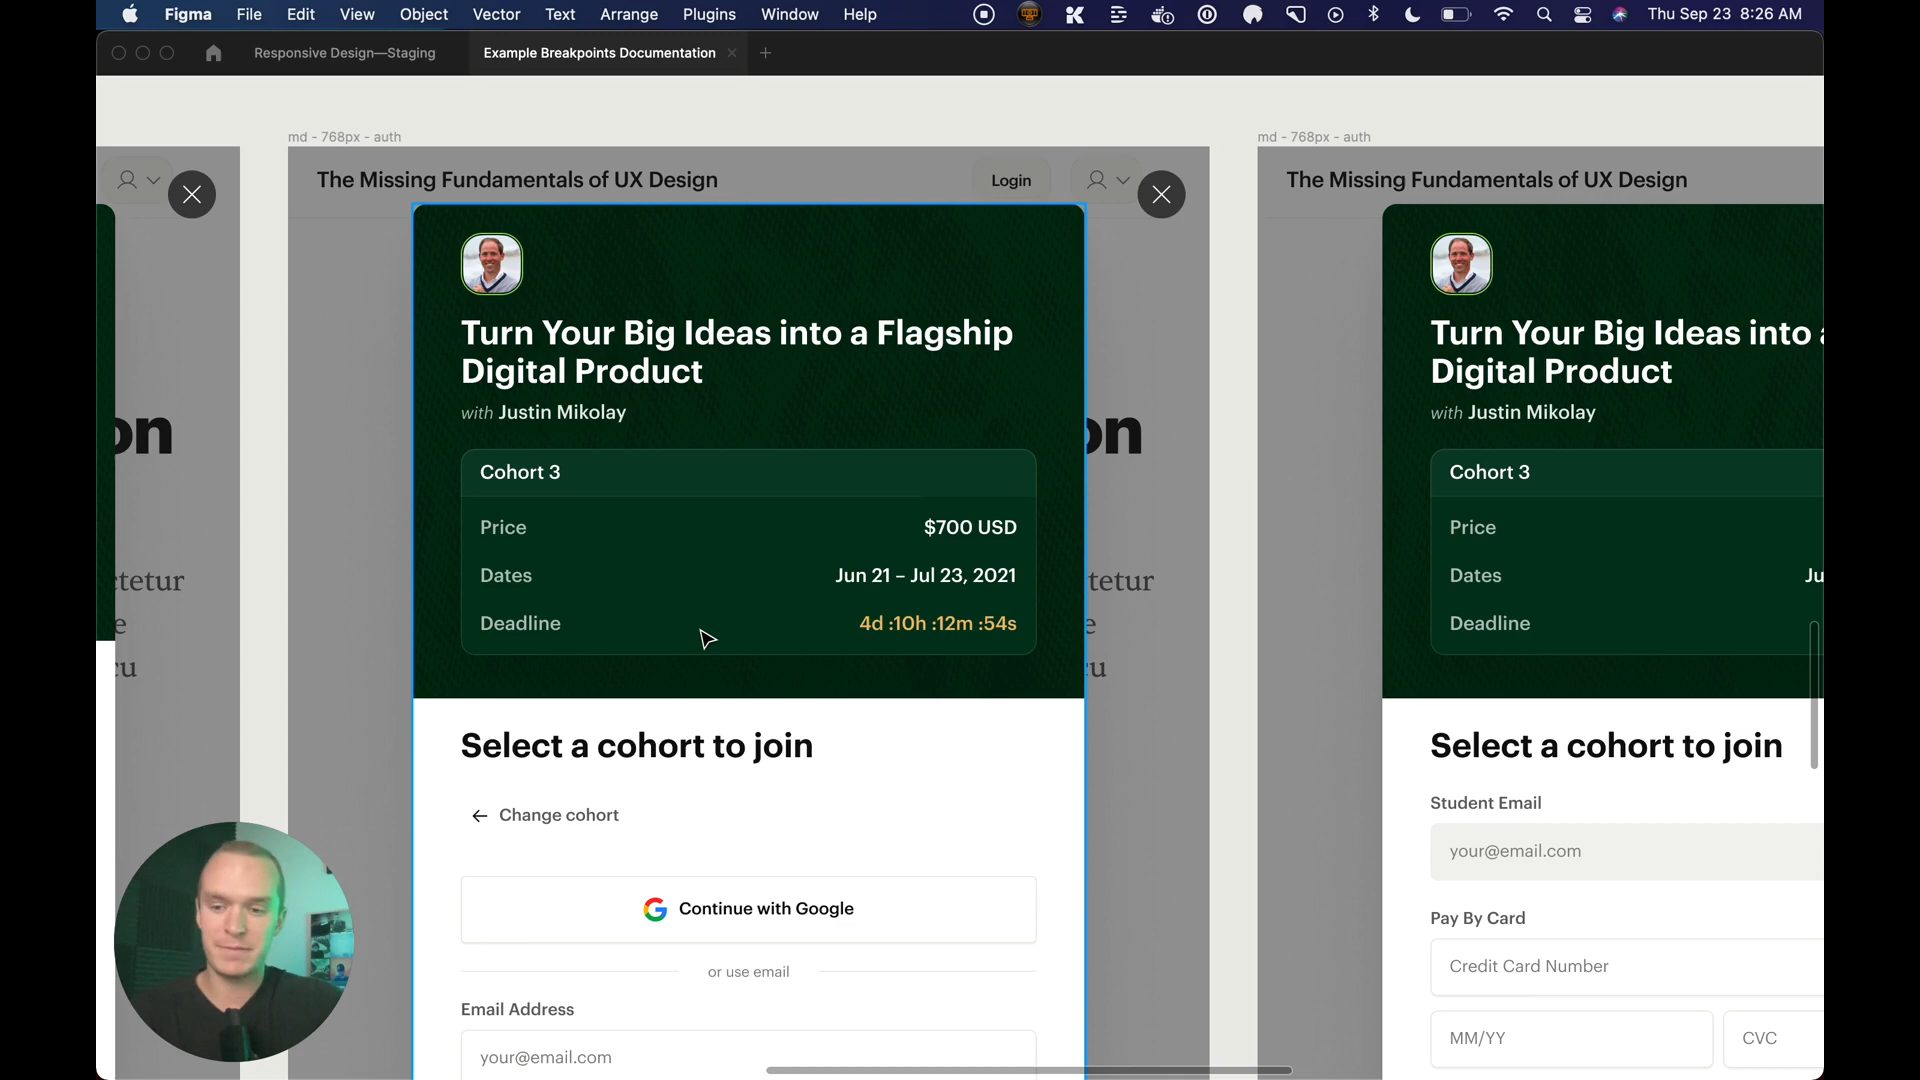 Figma File Edit View Object Vector Text Arrange Plugins Window Help Thu Sep 23 8:26 AM
Responsive Design—Staging Example Breakpoints Documentation
md - 768px - auth
The Missing Fundamentals of UX Design
Login
Turn Your Big Ideas into a Flagship
Digital Product
with Justin Mikolay
Cohort 3
Price $700 USD
Dates Jun 21 – Jul 23, 2021
Deadline 4d :10h :12m :54s
Select a cohort to join
Change cohort
Continue with Google
or use email
Email Address
your@email.com
on
ctetur
e
cu
on
tetur
e
cu
md - 768px - auth
The Missing Fundamentals of UX Design
Turn Your Big Ideas into a
Digital Product
with Justin Mikolay
Cohort 3
Price
Dates Ju
Deadline
Select a cohort to join
Student Email
your@email.com
Pay By Card
Credit Card Number
MM/YY CVC